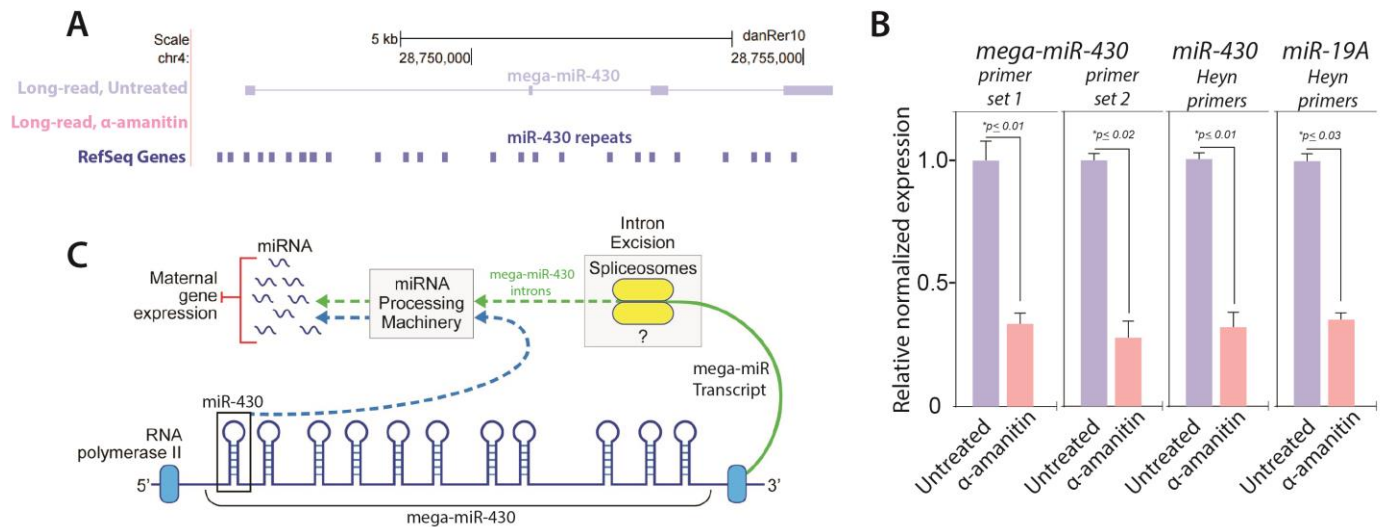 A
Scale
5 kb
danRer10
chr4:
28,750,000
28,755,000
Long-read, Untreated
mega-miR-430
Long-read, α-amanitin
miR-430 repeats
RefSeq Genes
B
mega-miR-430
miR-430
miR-19A
primer
set 1
primer
set 2
Heyn
primers
Heyn
primers
*p≤ 0.01
*p≤ 0.02
*p≤ 0.01
*p≤ 0.03
Relative normalized expression
1.0
0.5
0
Untreated
α-amanitin
Untreated
α-amanitin
Untreated
α-amanitin
Untreated
α-amanitin
C
miRNA
Maternal
gene
expression
miRNA
Processing
Machinery
mega-miR-430
introns
Intron
Excision
Spliceosomes
?
mega-miR
Transcript
miR-430
RNA
polymerase II
5'
3'
mega-miR-430